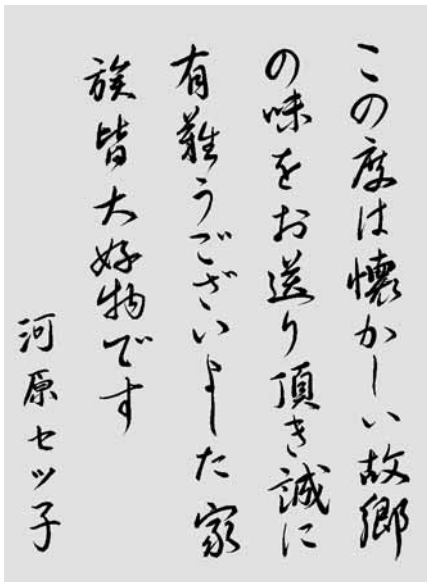 この度は懐かしい故郷
の味をお送り頂き誠に
有難うございました家
族皆大好物です
河原セツ子